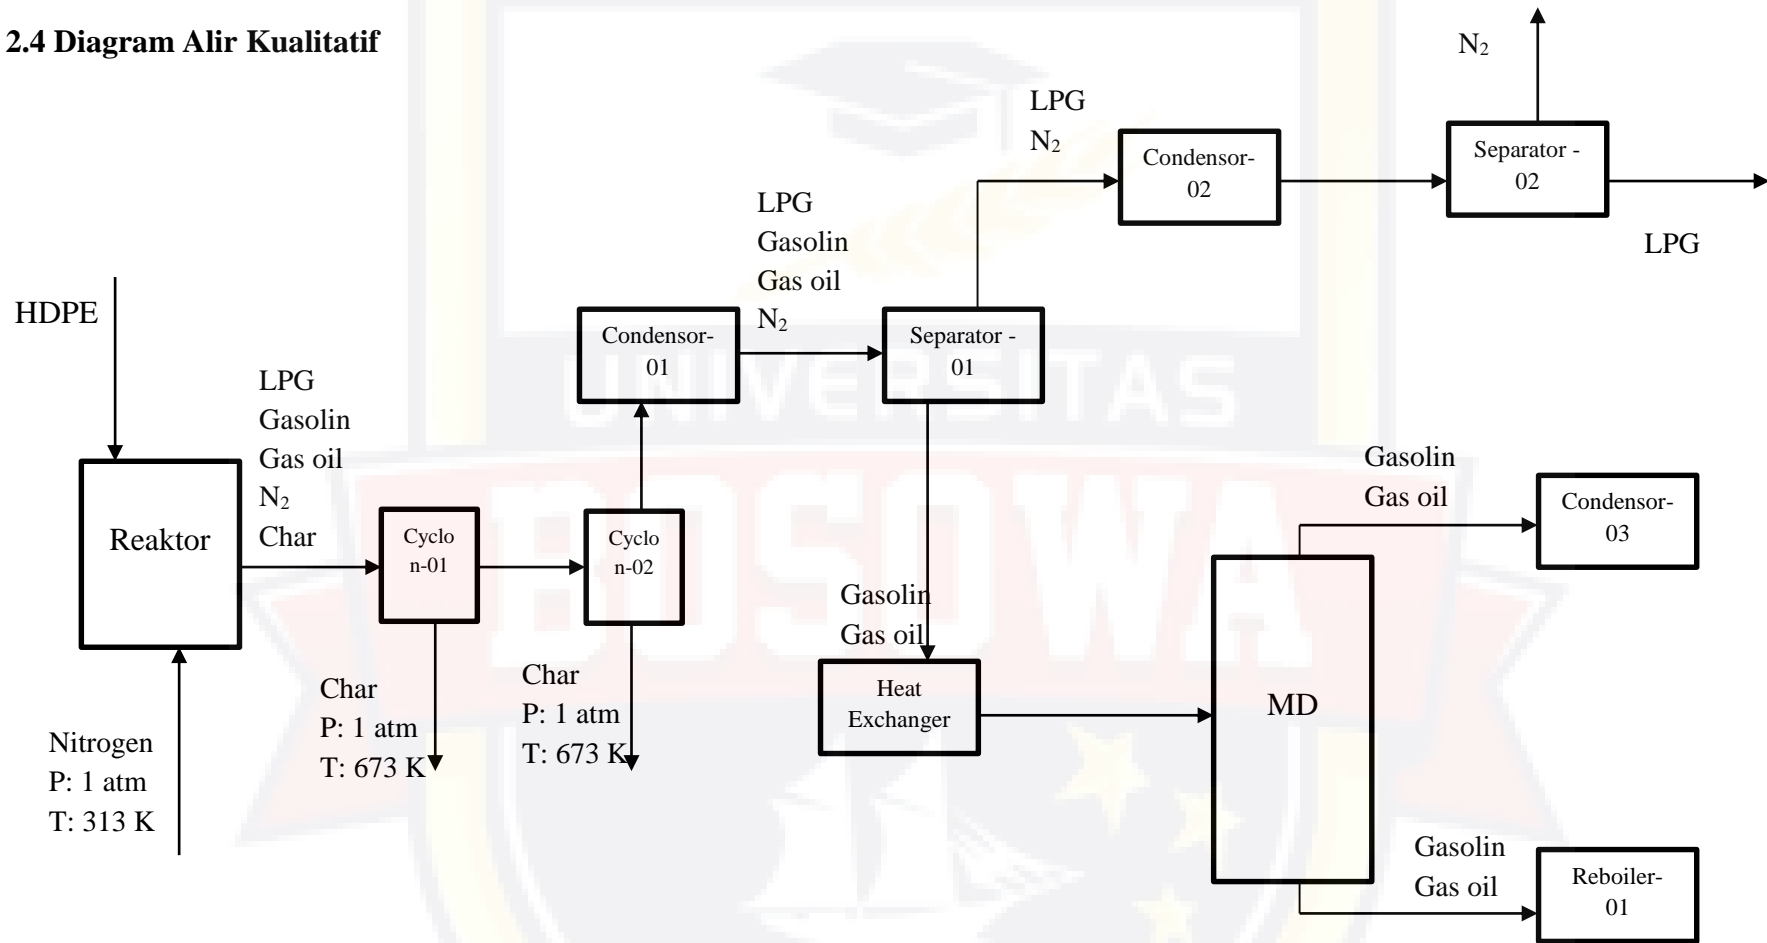 2.4 Diagram Alir Kualitatif
N₂
LPG
N₂
Condensor-
02
Separator -
02
LPG
LPG
Gasolin
Gas oil
N₂
HDPE
Condensor-
01
Separator -
01
LPG
Gasolin
Gas oil
N₂
Char
Reaktor
Cyclo
n-01
Cyclo
n-02
Gasolin
Gas oil
Condensor-
03
Gasolin
Gas oil
Heat
Exchanger
MD
Char
P: 1 atm
T: 673 K
Char
P: 1 atm
T: 673 K
Nitrogen
P: 1 atm
T: 313 K
Gasolin
Gas oil
Reboiler-
01
UNIVERSITAS
BOSOWA